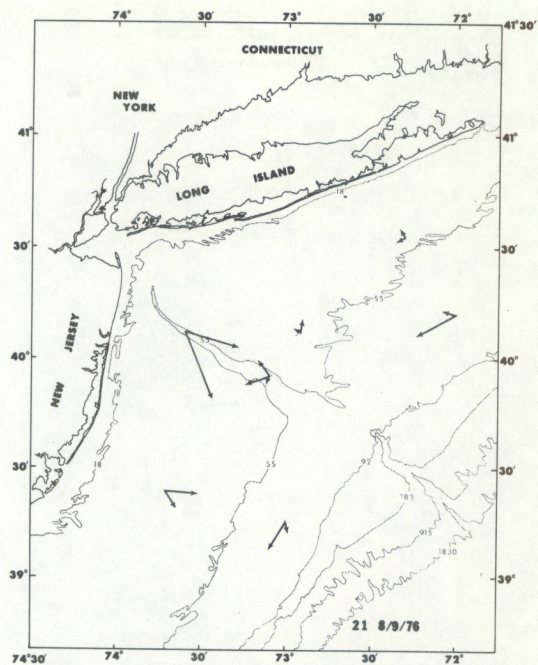 74° 30' 73° 30' 72° 41°30'
CONNECTICUT
NEW
YORK
41° 41°
LONG ISLAND
18
30' 30'
55
NEW JERSEY
55
40° 40°
18
55
92
30' 30'
183
915
1830
39° 39°
21 8/9/76
74°30' 74° 30' 73° 30' 72°